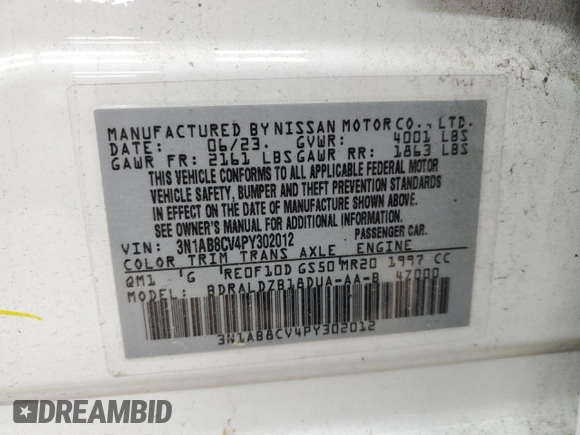 MANUFACTURED BY NISSAN MOTOR CO., LTD.
DATE: 06/23. GVWR: 4001 LBS
GAWR FR: 2161 LBS GAWR RR: 1863 LBS
THIS VEHICLE CONFORMS TO ALL APPLICABLE FEDERAL MOTOR
VEHICLE SAFETY, BUMPER AND THEFT PREVENTION STANDARDS
IN EFFECT ON THE DATE OF MANUFACTURE SHOWN ABOVE.
SEE OWNER'S MANUAL FOR ADDITIONAL INFORMATION.
VIN: 3N1AB8CV4PY302012 PASSENGER CAR.
COLOR TRIM TRANS AXLE ENGINE
QM1 G RE0F10D GS50 MR20 1997 CC
MODEL: BDRALDZB18DUA-AA-B 47000
3N1AB8CV4PY302012
DREAMBID